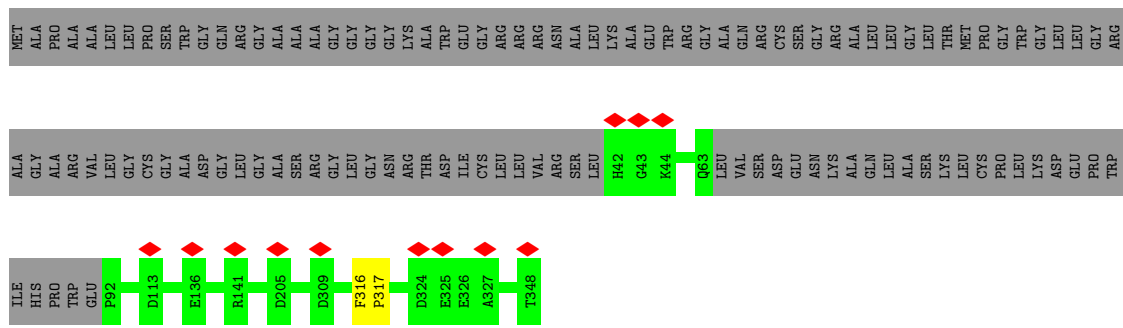 MET ALA PRO ALA ALA LEU LEU PRO SER TRP GLY GLN ARG GLY ALA ALA ALA GLY GLY GLY GLY LYS ALA TRP GLU GLY ARG ARG ARG ASN ALA LEU LYS ALA GLU TRP ARG GLY ALA GLN ARG CYS SER GLY ARG ALA LEU LEU GLY LEU THR MET PRO GLY TRP GLY LEU LEU GLY ARG
ALA GLY ALA ARG VAL LEU GLY CYS GLY ALA ASP GLY LEU GLY ALA SER ARG GLY LEU GLY ASN ARG THR ASP ILE CYS LEU LEU VAL ARG SER LEU H42 G43 K44 Q63 LEU VAL SER ASP GLU ASN LYS ALA GLN LEU ALA SER LYS LEU CYS PRO LEU LYS ASP GLU PRO TRP
ILE HIS PRO TRP GLU P92 D113 E136 R141 D205 D309 F316 P317 D324 E325 E326 A327 T348